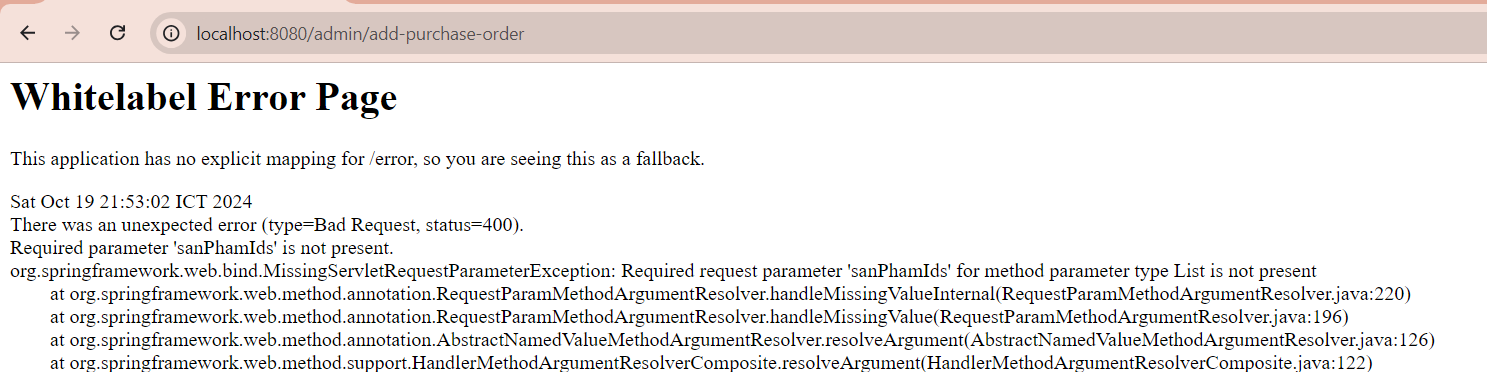 localhost:8080/admin/add-purchase-order
Whitelabel Error Page
This application has no explicit mapping for /error, so you are seeing this as a fallback.
Sat Oct 19 21:53:02 ICT 2024
There was an unexpected error (type=Bad Request, status=400).
Required parameter 'sanPhamIds' is not present.
org.springframework.web.bind.MissingServletRequestParameterException: Required request parameter 'sanPhamIds' for method parameter type List is not present
at org.springframework.web.method.annotation.RequestParamMethodArgumentResolver.handleMissingValueInternal(RequestParamMethodArgumentResolver.java:220)
at org.springframework.web.method.annotation.RequestParamMethodArgumentResolver.handleMissingValue(RequestParamMethodArgumentResolver.java:196)
at org.springframework.web.method.annotation.AbstractNamedValueMethodArgumentResolver.resolveArgument(AbstractNamedValueMethodArgumentResolver.java:126)
at org.springframework.web.method.support.HandlerMethodArgumentResolverComposite.resolveArgument(HandlerMethodArgumentResolverComposite.java:122)